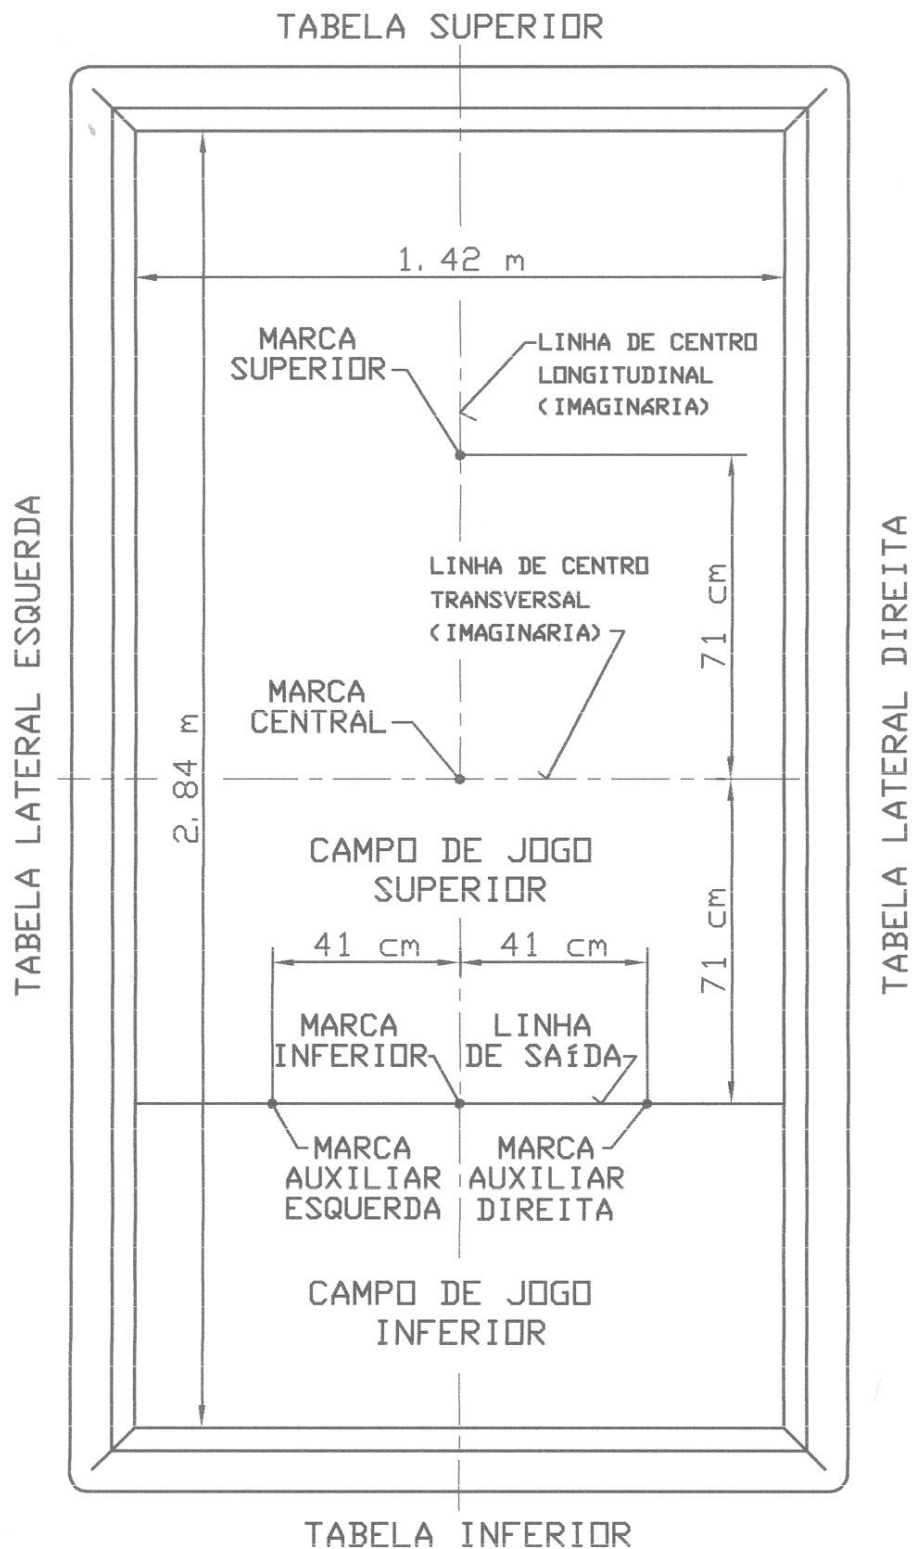 TABELA SUPERIOR
1.42 m
MARCA
SUPERIOR
LINHA DE CENTRO
LONGITUDINAL
(IMAGINÁRIA)
TABELA LATERAL ESQUERDA
TABELA LATERAL DIREITA
LINHA DE CENTRO
TRANSVERSAL
(IMAGINÁRIA)
71 cm
MARCA
CENTRAL
2.84 m
CAMPO DE JOGO
SUPERIOR
71 cm
41 cm
41 cm
MARCA
INFERIOR
LINHA
DE SAíDA
MARCA
AUXILIAR
ESQUERDA
MARCA
AUXILIAR
DIREITA
CAMPO DE JOGO
INFERIOR
TABELA INFERIOR